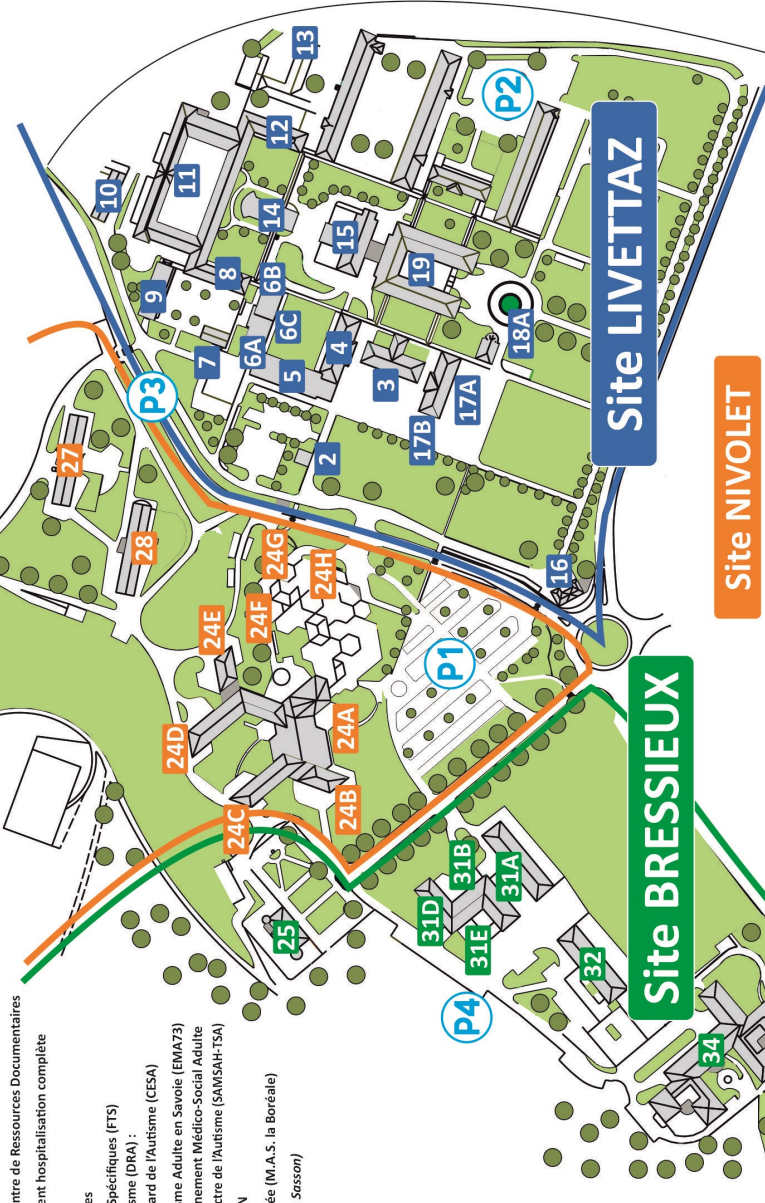 ntre de Ressources Documentaires
ent hospitalisation complète
es
Spécifiques (FTS)
sme (DRA) :
ard de l'Autisme (CESA)
me Adulte en Savoie (EMA73)
nement Médico-Social Adulte
ctre de l'Autisme (SAMSAH-TSA)
N
ée (M.A.S. la Boréale)
Sasson)
13
P2
12
10
11
14
15
8
9
6B
19
6C
6A
4
18A
7
5
3
17A
P3
17B
2
Site LIVETTAZ
27
28
24G
24H
16
24F
24E
P1
24D
24A
24B
24C
Site NIVOLET
25
31D
31B
31A
31E
32
P4
34
Site BRESSIEUX